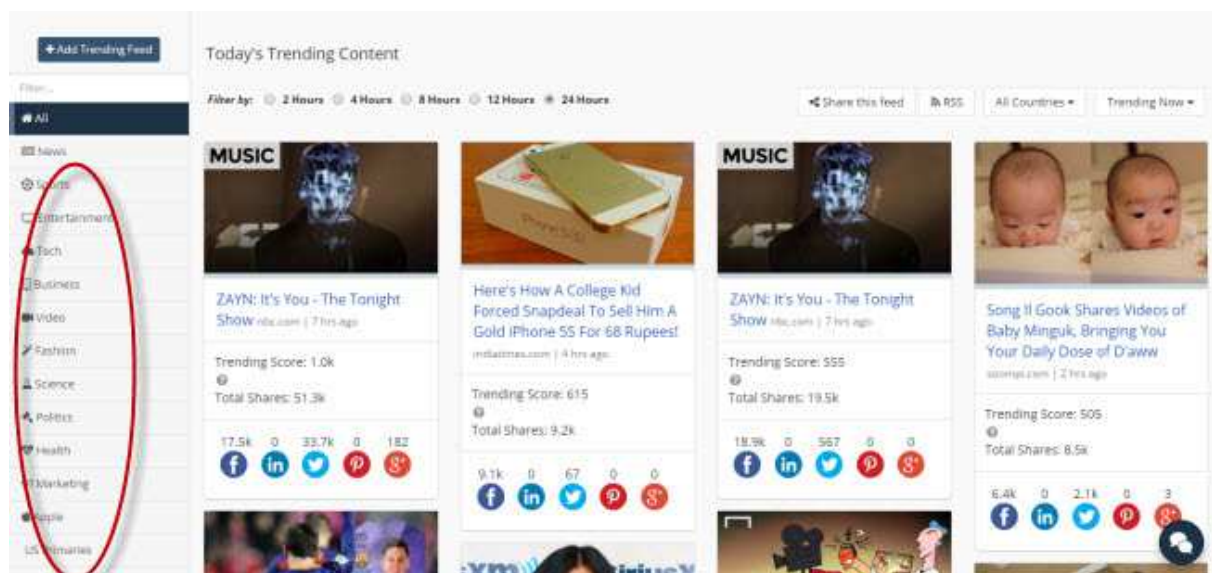 Add Trending Feed
Filter...
All
News
Sports
Entertainment
Tech
Business
Video
Fashion
Science
Politics
Health
Marketing
Apple
US Primaries
Today's Trending Content
Filter by: 2 Hours 4 Hours 8 Hours 12 Hours 24 Hours
Share this feed RSS All Countries Trending Now
MUSIC
ZAYN: It's You - The Tonight
Show nbc.com | 7 hrs ago
Trending Score: 1.0k
Total Shares: 51.3k
17.5k 0 33.7k 0 182
Here's How A College Kid
Forced Snapdeal To Sell Him A
Gold iPhone 5S For 68 Rupees!
indiatimes.com | 4 hrs ago
Trending Score: 615
Total Shares: 9.2k
9.1k 0 67 0 0
MUSIC
ZAYN: It's You - The Tonight
Show nbc.com | 7 hrs ago
Trending Score: 555
Total Shares: 19.5k
18.9k 0 567 0 0
Song Il Gook Shares Videos of
Baby Minguk, Bringing You
Your Daily Dose of D'aww
soompi.com | 2 hrs ago
Trending Score: 505
Total Shares: 8.5k
6.4k 0 2.1k 0 3